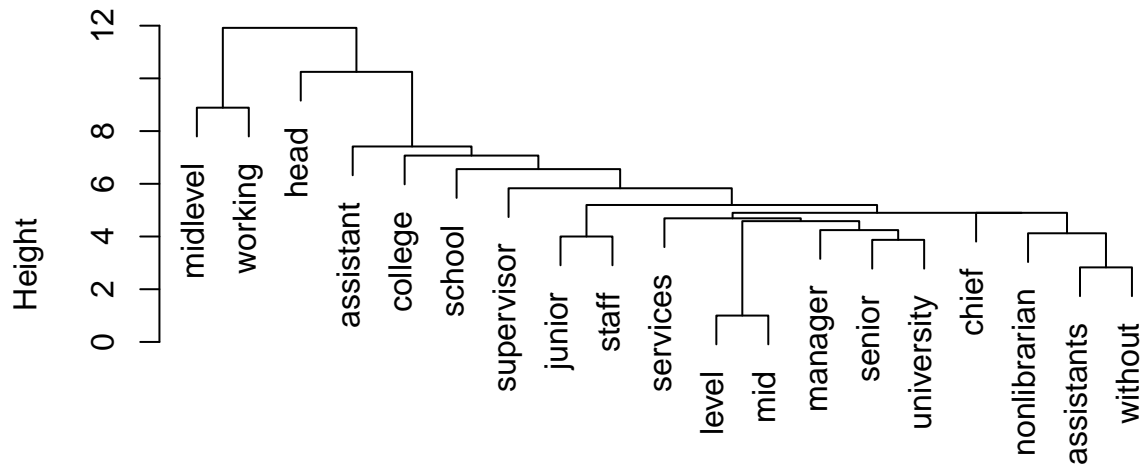 Height
12
8
6
4
2
0
midlevel
working
head
assistant
college
school
supervisor
junior
staff
services
level
mid
manager
senior
university
chief
nonlibrarian
assistants
without